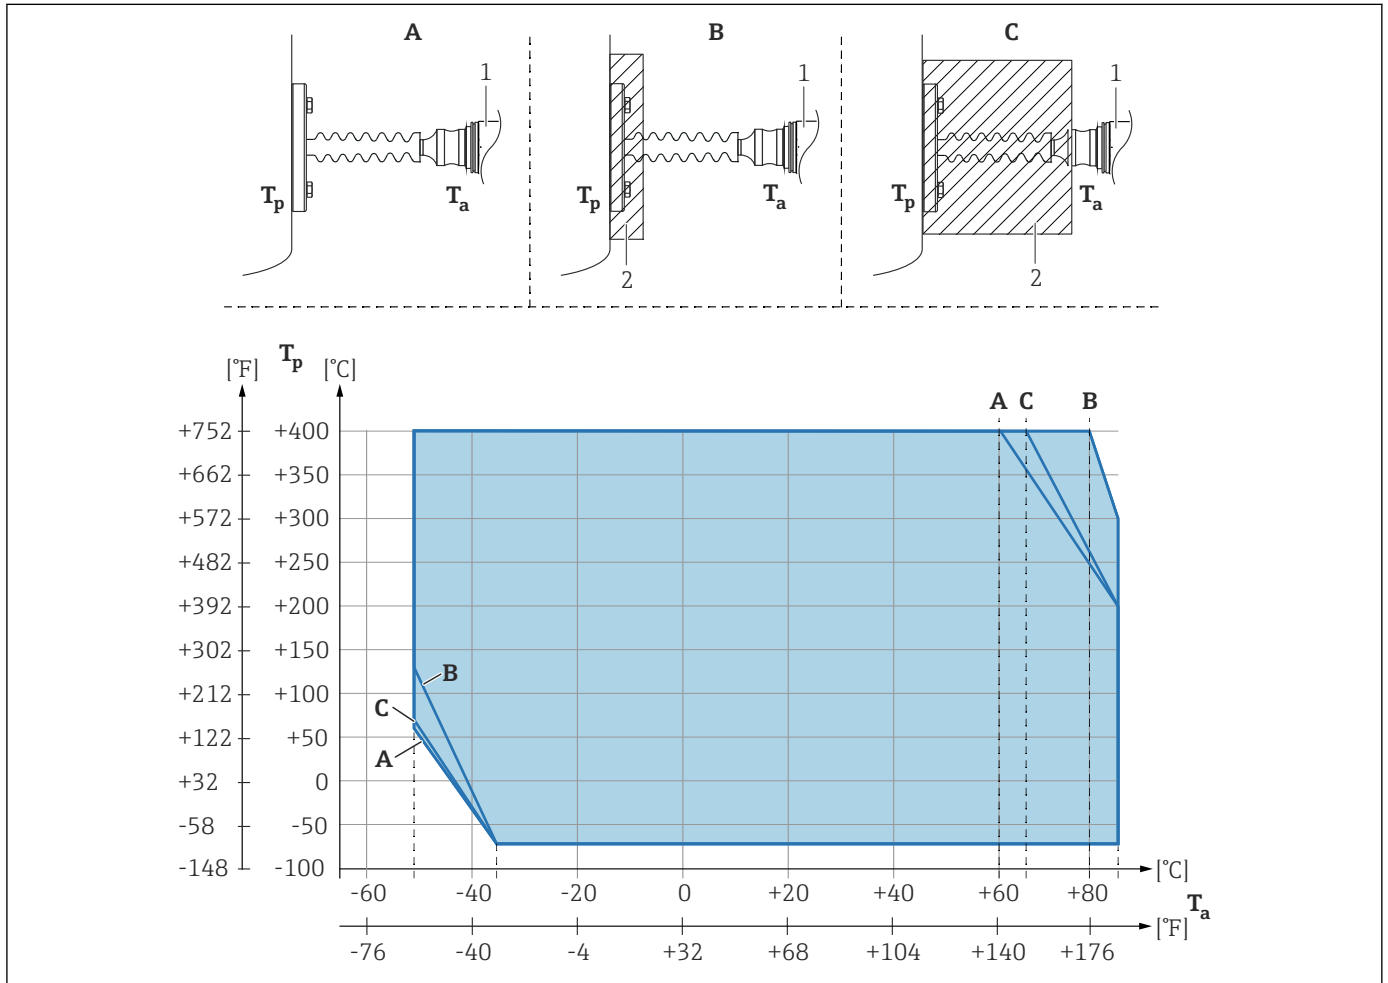 A B C
1 1 1
Tp Ta Tp Ta Tp Ta
2 2
Tp
[°F] [°C]
A C B
+752 +400
+662 +350
+572 +300
+482 +250
+392 +200
+302 +150
B
+212 +100
C
+122 +50
A
+32 0
-58 -50
-148 -100
[°C]
-60 -40 -20 0 +20 +40 +60 +80
Ta
[°F]
-76 -40 -4 +32 +68 +104 +140 +176